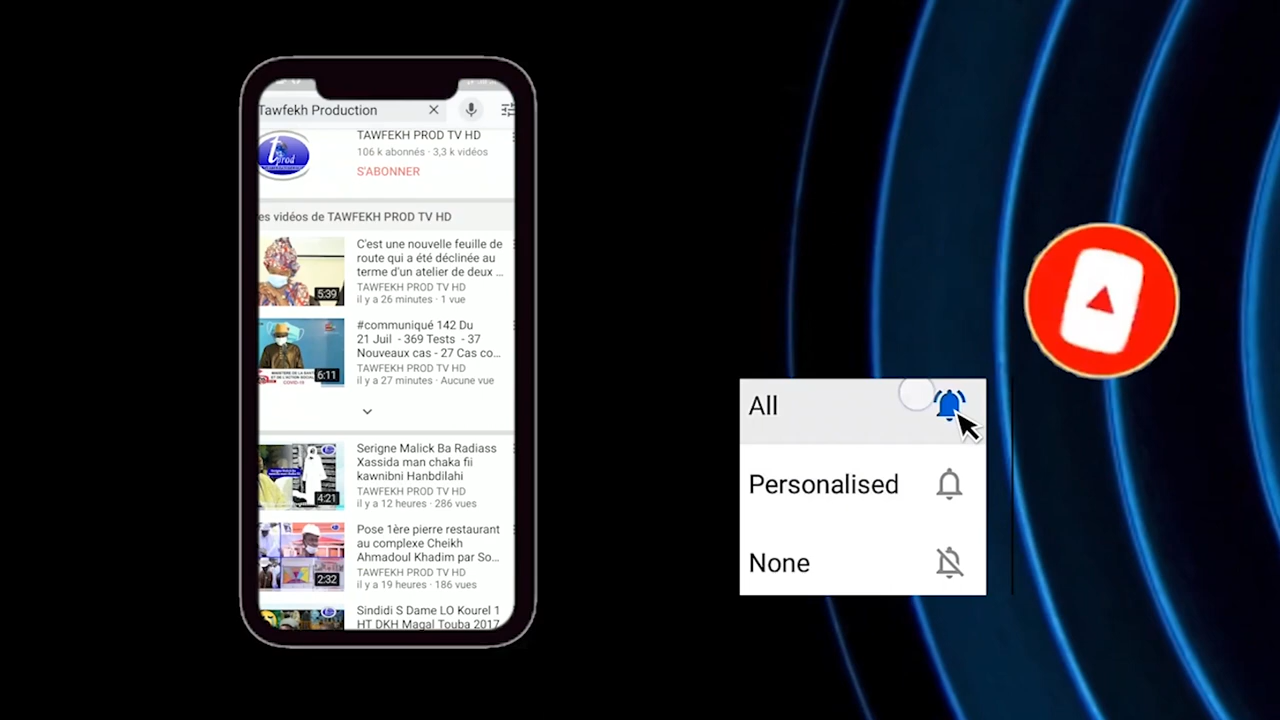 Tawfekh Production
TAWFEKH PROD TV HD
106 k abonnés · 3,3 k vidéos
S'ABONNER
tprod
es vidéos de TAWFEKH PROD TV HD
C'est une nouvelle feuille de
route qui a été déclinée au
terme d'un atelier de deux ...
TAWFEKH PROD TV HD
il y a 26 minutes · 1 vue
5:39
#communiqué 142 Du
21 Juil - 369 Tests - 37
Nouveaux cas - 27 Cas co...
TAWFEKH PROD TV HD
il y a 27 minutes · Aucune vue
6:11
Serigne Malick Ba Radiass
Xassida man chaka fii
kawnibni Hanbdilahi
TAWFEKH PROD TV HD
il y a 12 heures · 286 vues
4:21
Pose 1ère pierre restaurant
au complexe Cheikh
Ahmadoul Khadim par So...
TAWFEKH PROD TV HD
il y a 19 heures · 186 vues
2:32
Sindidi S Dame LO Kourel 1
HT DKH Magal Touba 2017
All
Personalised
None